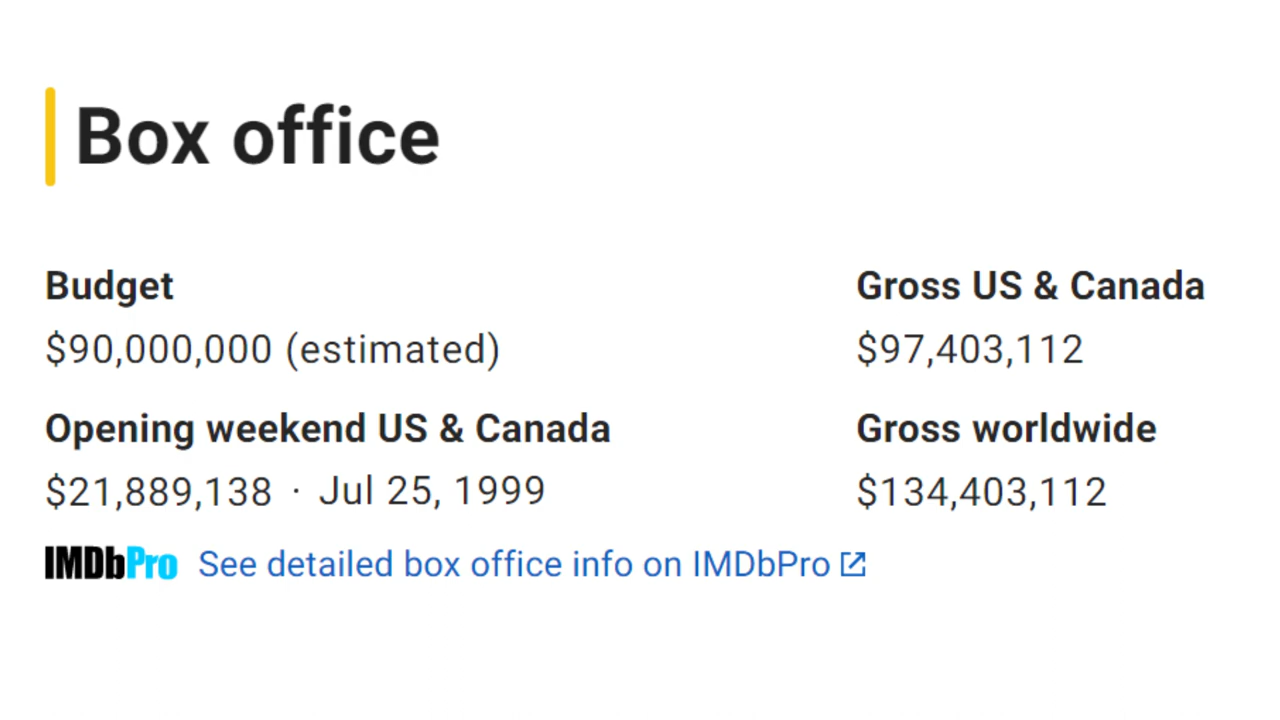 Box office
Budget
$90,000,000 (estimated)
Gross US & Canada
$97,403,112
Opening weekend US & Canada
$21,889,138 · Jul 25, 1999
Gross worldwide
$134,403,112
IMDbPro See detailed box office info on IMDbPro